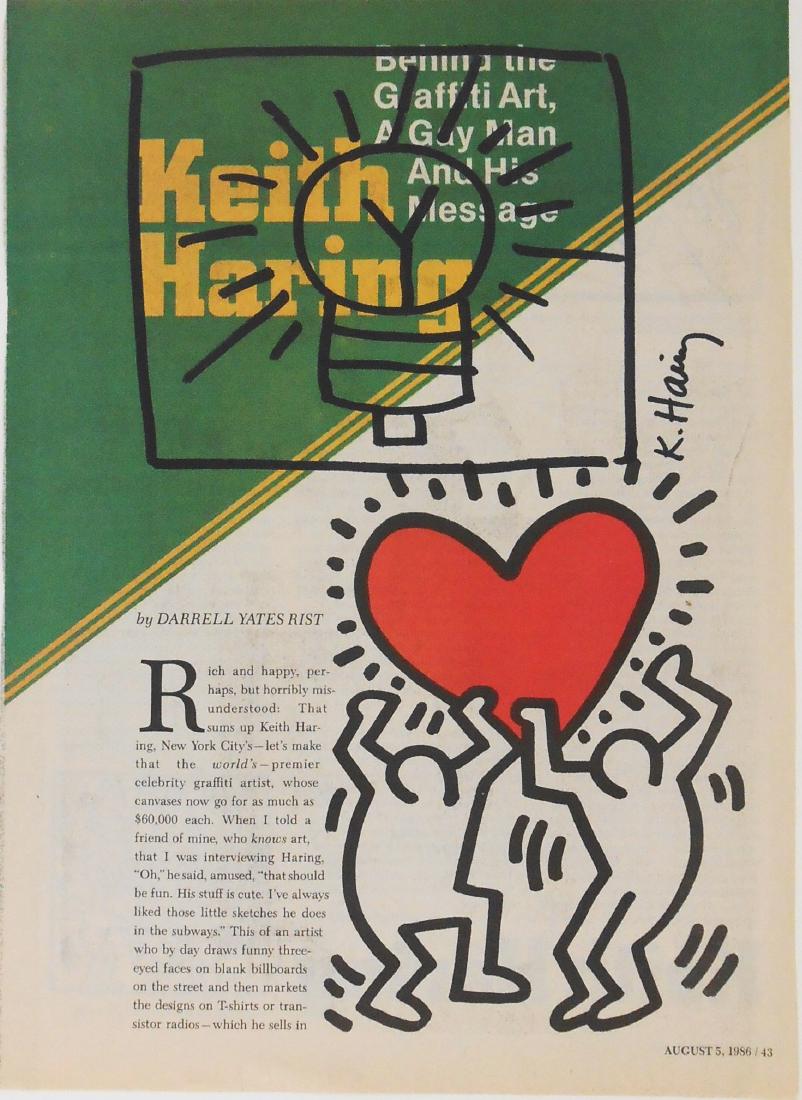 Behind the
Graffiti Art,
A Gay Man
And His
Message
Keith
Haring
K. Haring
by DARRELL YATES RIST
Rich and happy, per-
haps, but horribly mis-
understood: That
sums up Keith Har-
ing, New York City's—let's make
that the world's—premier
celebrity graffiti artist, whose
canvases now go for as much as
$60,000 each. When I told a
friend of mine, who knows art,
that I was interviewing Haring,
“Oh,” he said, amused, “that should
be fun. His stuff is cute. I've always
liked those little sketches he does
in the subways.” This of an artist
who by day draws funny three-
eyed faces on blank billboards
on the street and then markets
the designs on T-shirts or tran-
sistor radios—which he sells in
AUGUST 5, 1986 / 43